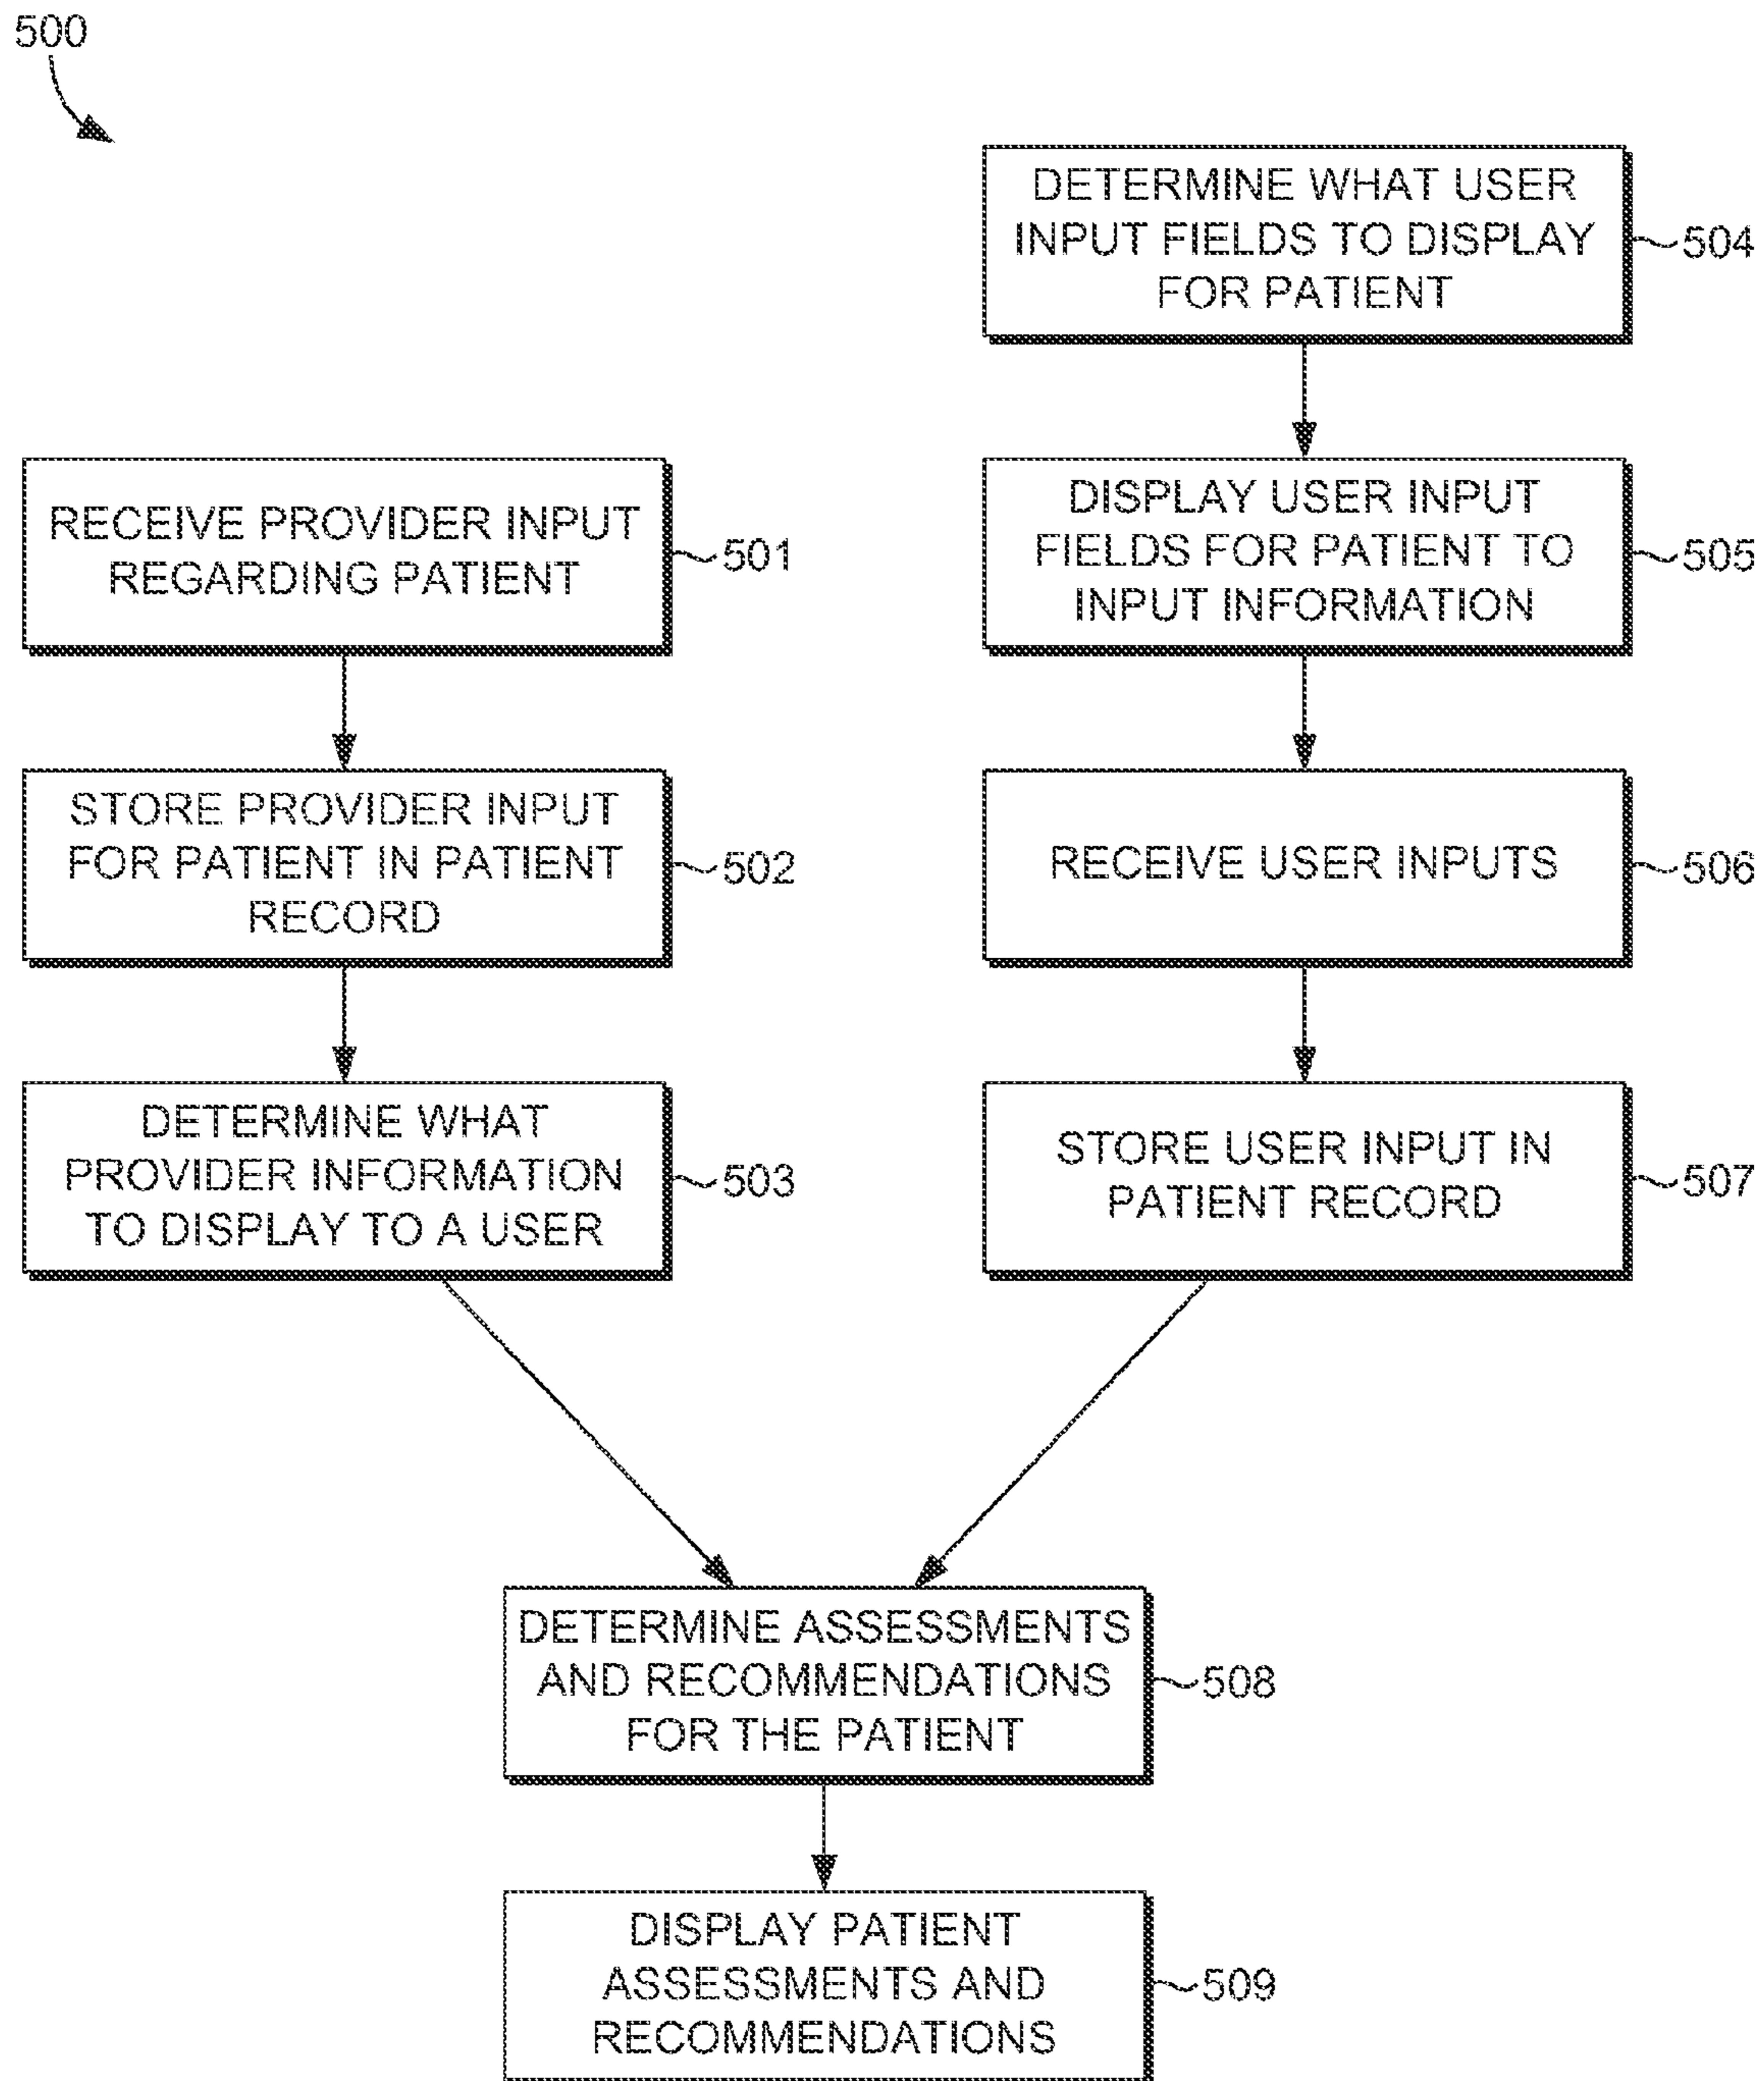 500
DETERMINE WHAT USER
INPUT FIELDS TO DISPLAY
FOR PATIENT
504
RECEIVE PROVIDER INPUT
REGARDING PATIENT
501
DISPLAY USER INPUT
FIELDS FOR PATIENT TO
INPUT INFORMATION
505
STORE PROVIDER INPUT
FOR PATIENT IN PATIENT
RECORD
502
RECEIVE USER INPUTS
506
DETERMINE WHAT
PROVIDER INFORMATION
TO DISPLAY TO A USER
503
STORE USER INPUT IN
PATIENT RECORD
507
DETERMINE ASSESSMENTS
AND RECOMMENDATIONS
FOR THE PATIENT
508
DISPLAY PATIENT
ASSESSMENTS AND
RECOMMENDATIONS
509